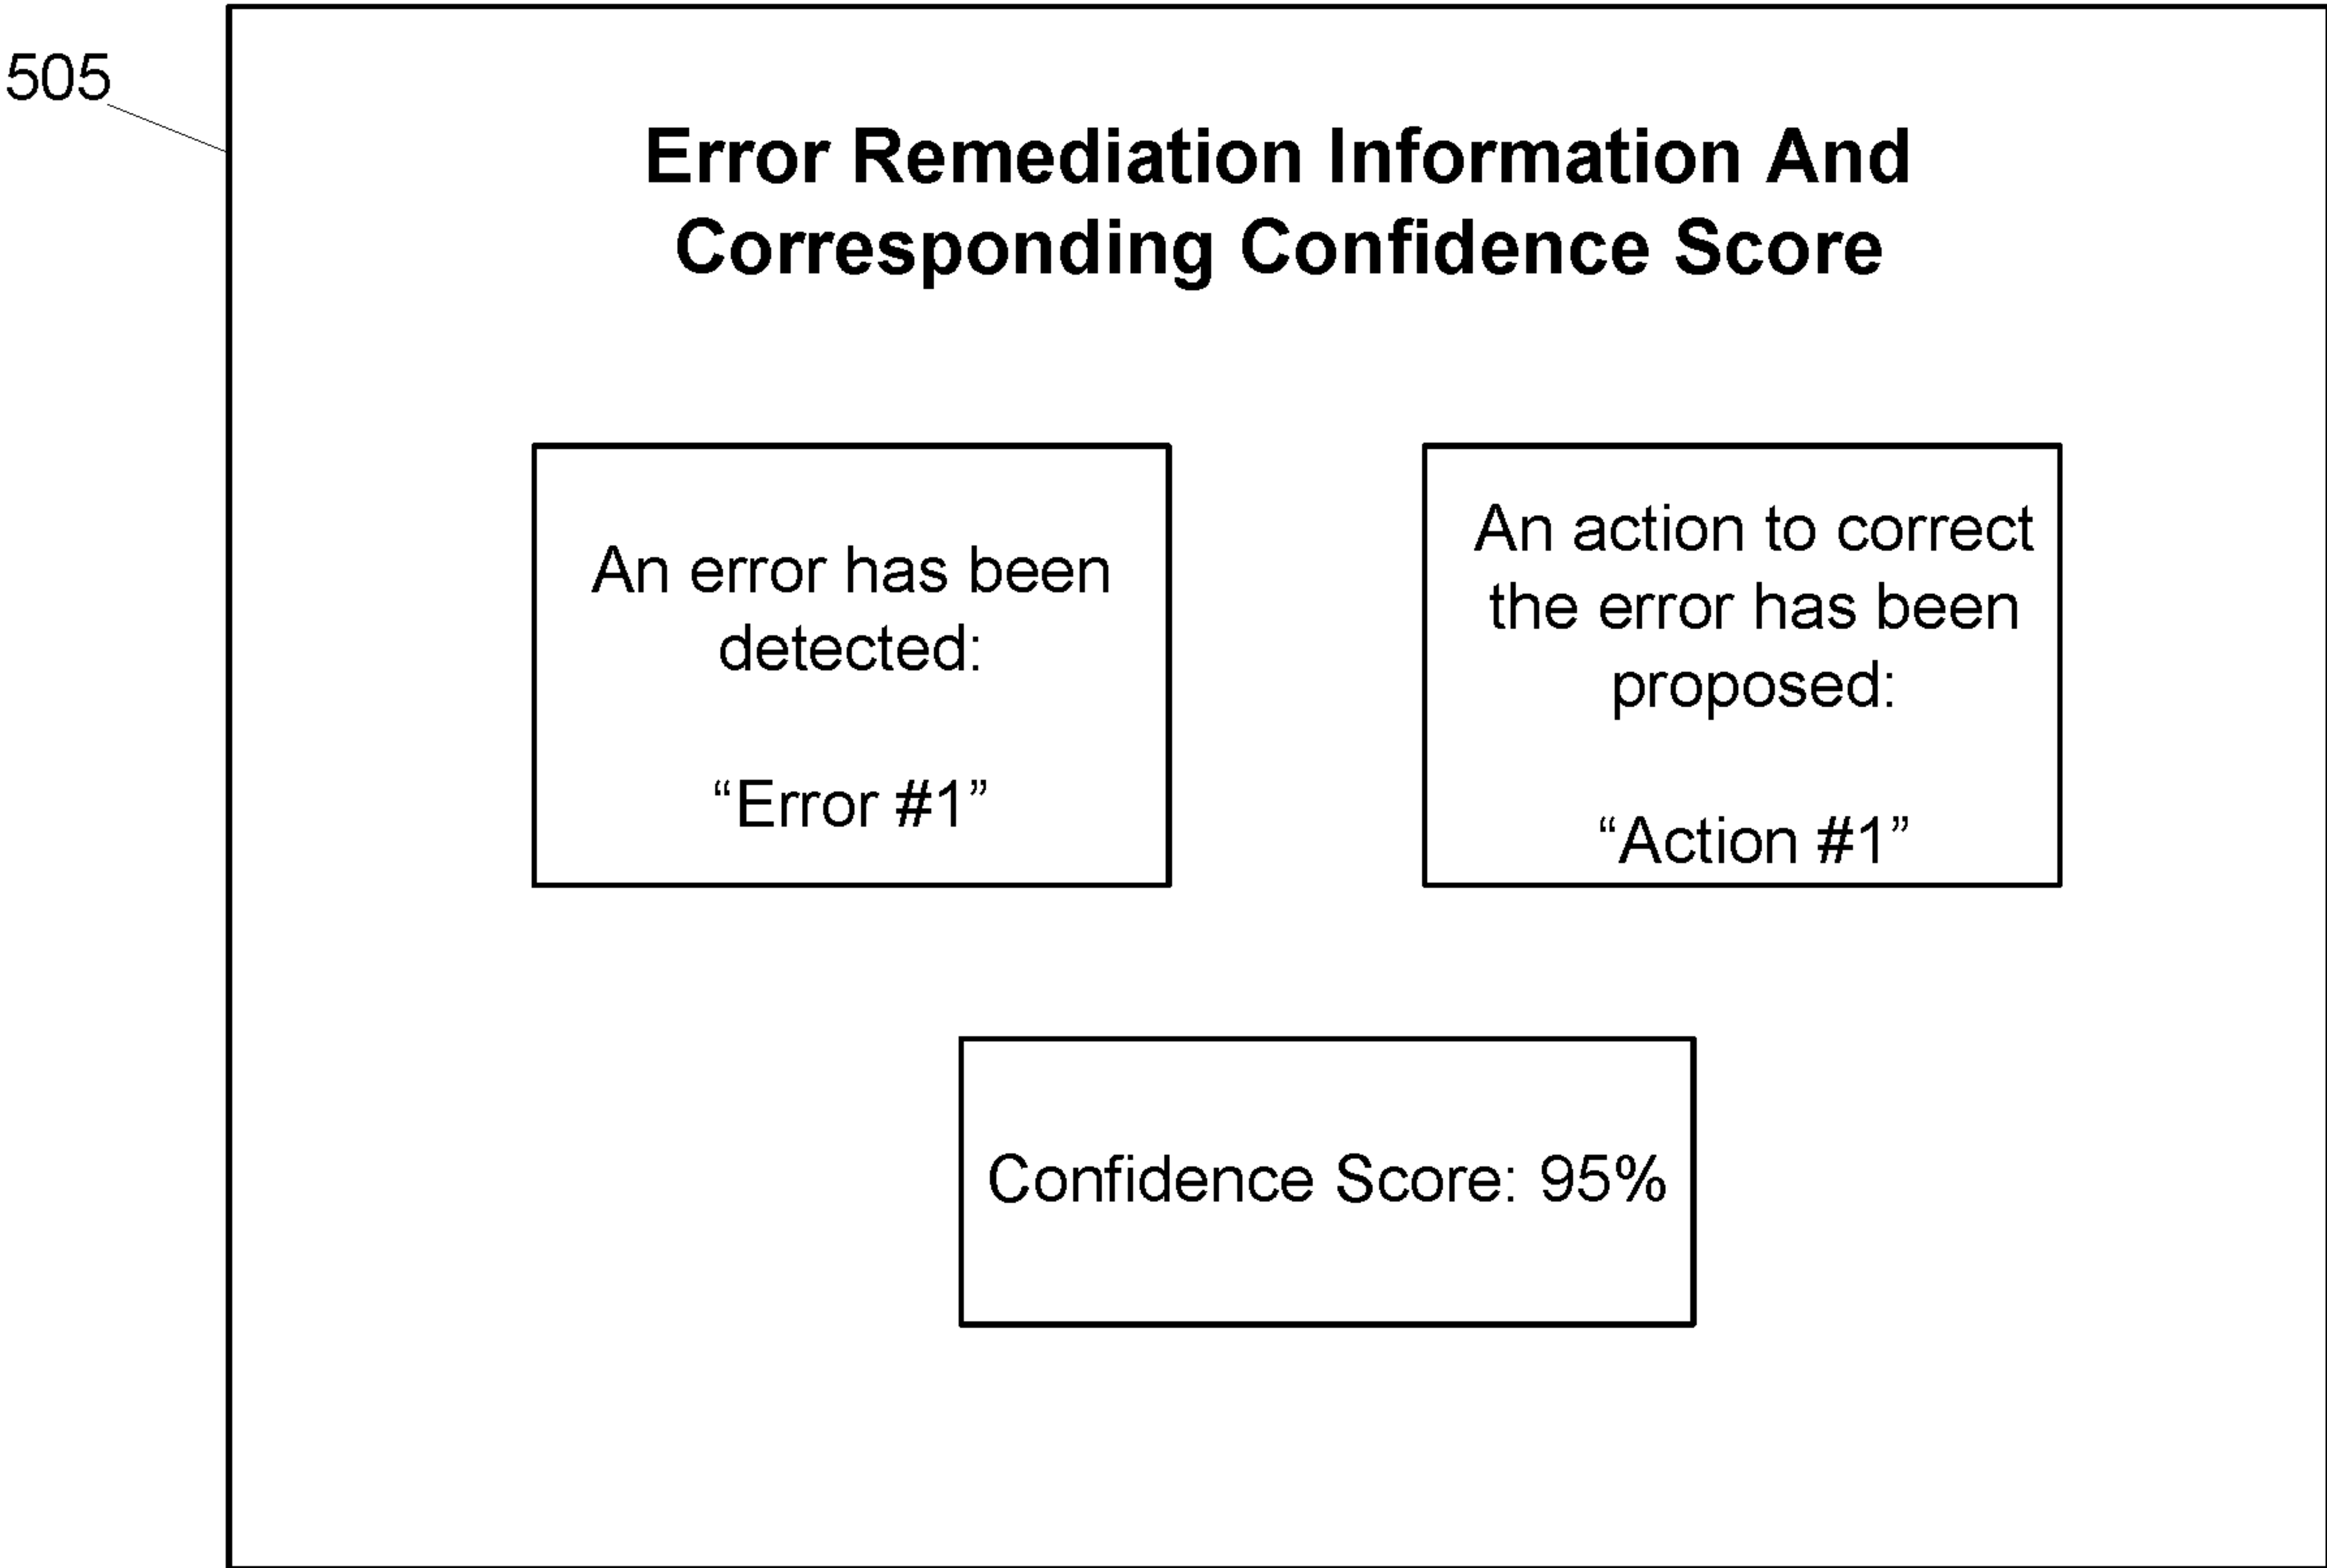 505
Error Remediation Information And
Corresponding Confidence Score
An error has been
detected:
“Error #1”
An action to correct
the error has been
proposed:
“Action #1”
Confidence Score: 95%